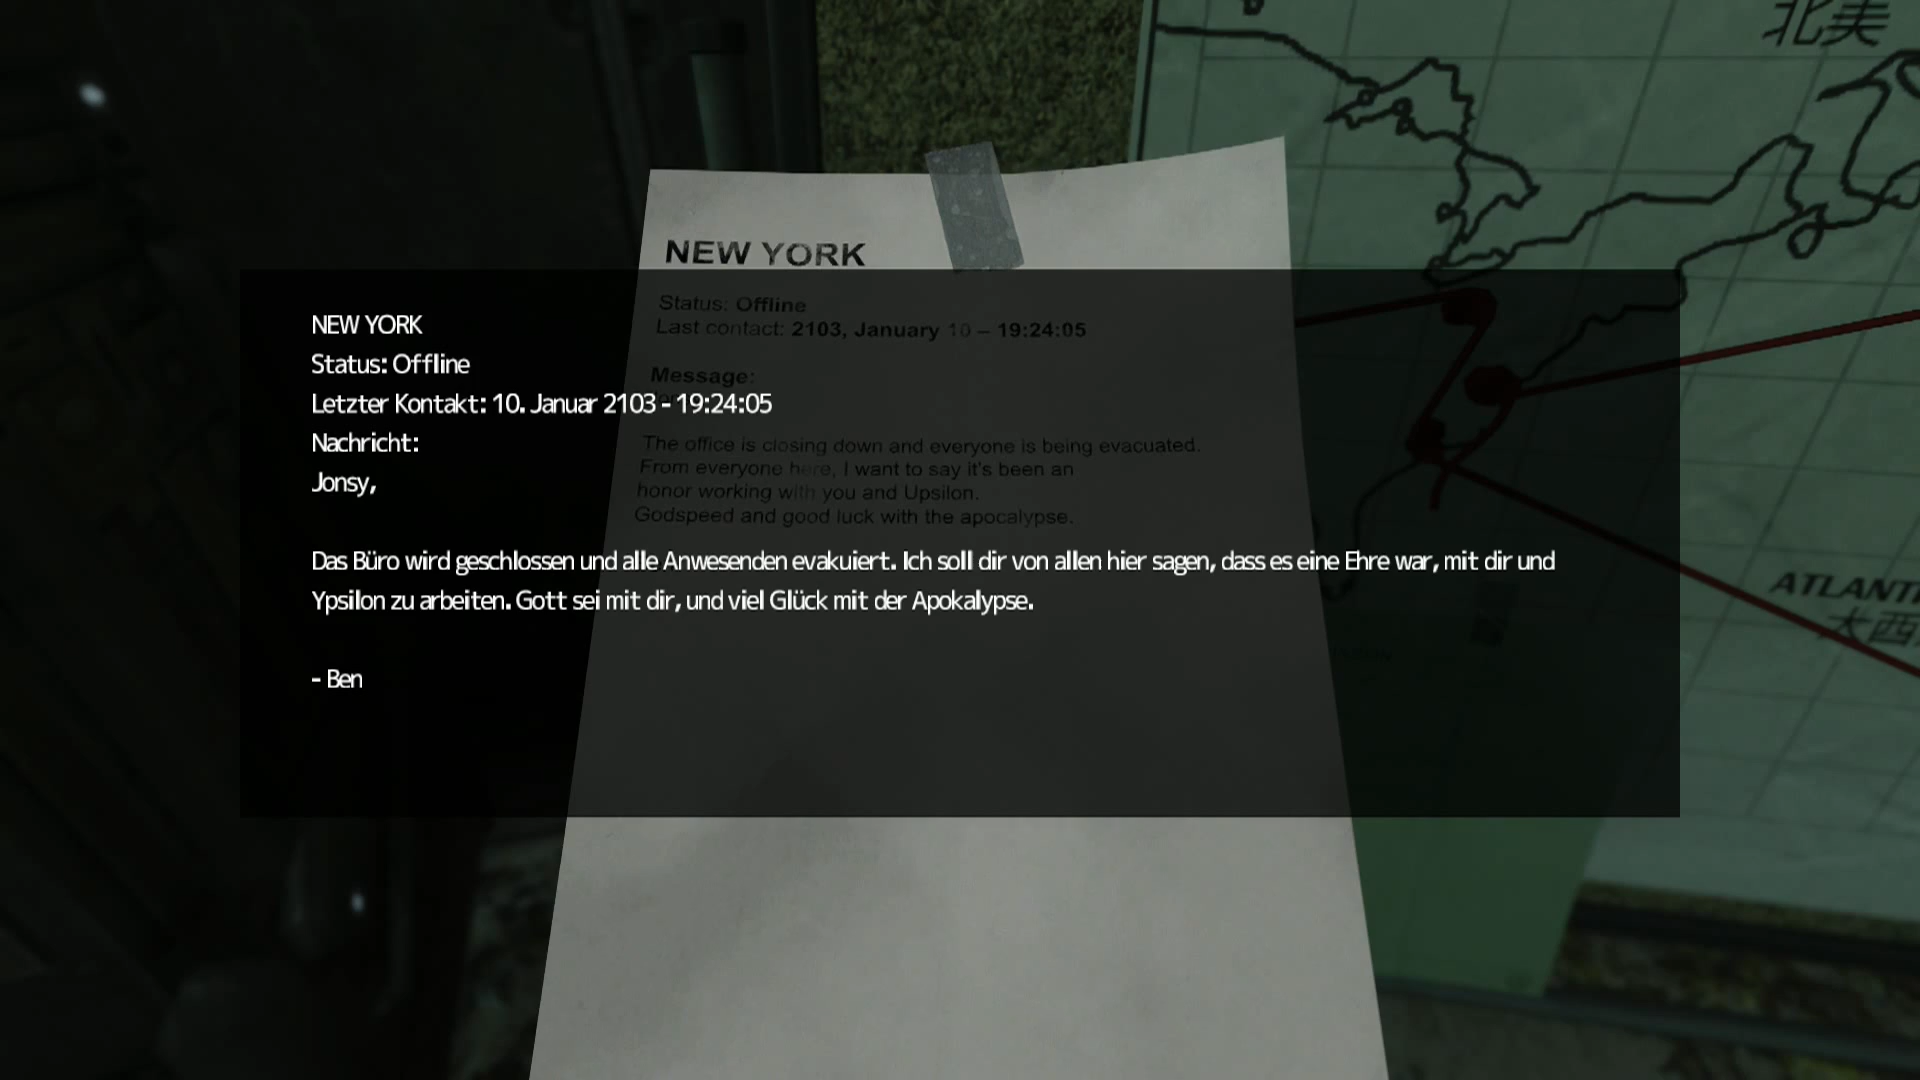 北美
NEW YORK
Status: Offline
Last contact: 2103, January 10 – 19:24:05
Message:
The office is closing down and everyone is being evacuated.
From everyone here, I want to say it's been an
honor working with you and Upsilon.
Godspeed and good luck with the apocalypse.
NEW YORK
Status: Offline
Letzter Kontakt: 10. Januar 2103 - 19:24:05
Nachricht:
Jonsy,
Das Büro wird geschlossen und alle Anwesenden evakuiert. Ich soll dir von allen hier sagen, dass es eine Ehre war, mit dir und
Ypsilon zu arbeiten. Gott sei mit dir, und viel Glück mit der Apokalypse.
- Ben
ATLANT
大西